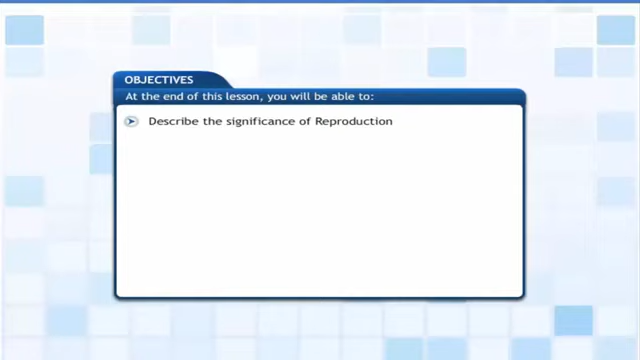 OBJECTIVES
At the end of this lesson, you will be able to:
Describe the significance of Reproduction